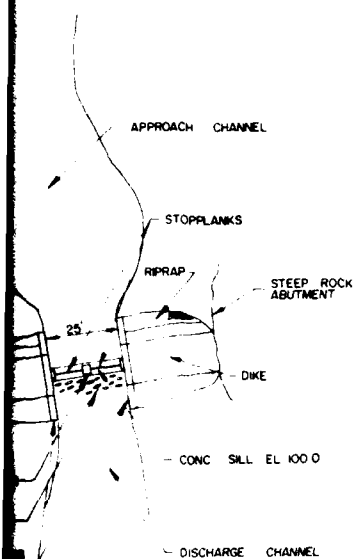 APPROACH CHANNEL
STOPPLANKS
RIPRAP
STEEP ROCK
ABUTMENT
25'
DIKE
CONC SILL EL 100 0
DISCHARGE CHANNEL